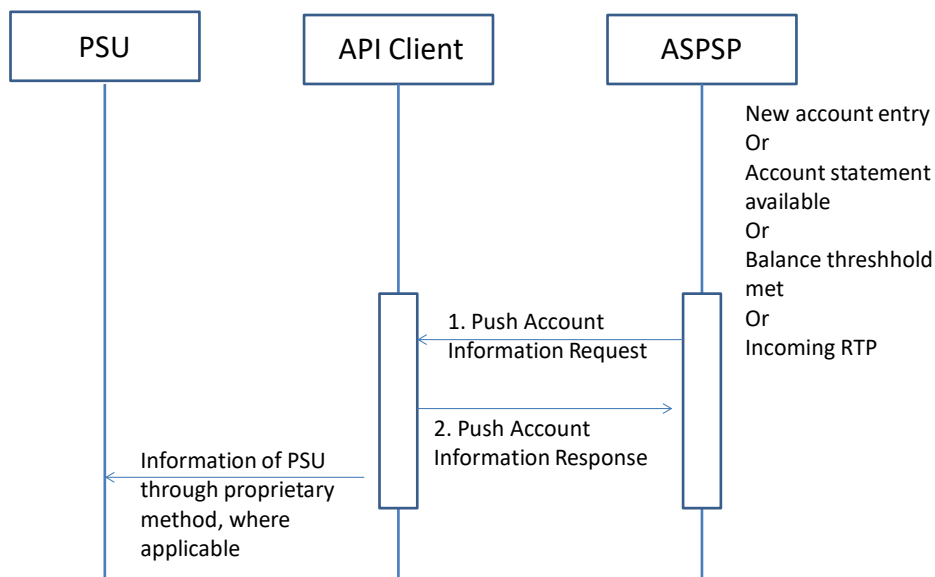 PSU
API Client
ASPSP
New account entry
Or
Account statement
available
Or
Balance threshhold
met
Or
Incoming RTP
1. Push Account
Information Request
2. Push Account
Information Response
Information of PSU
through proprietary
method, where
applicable